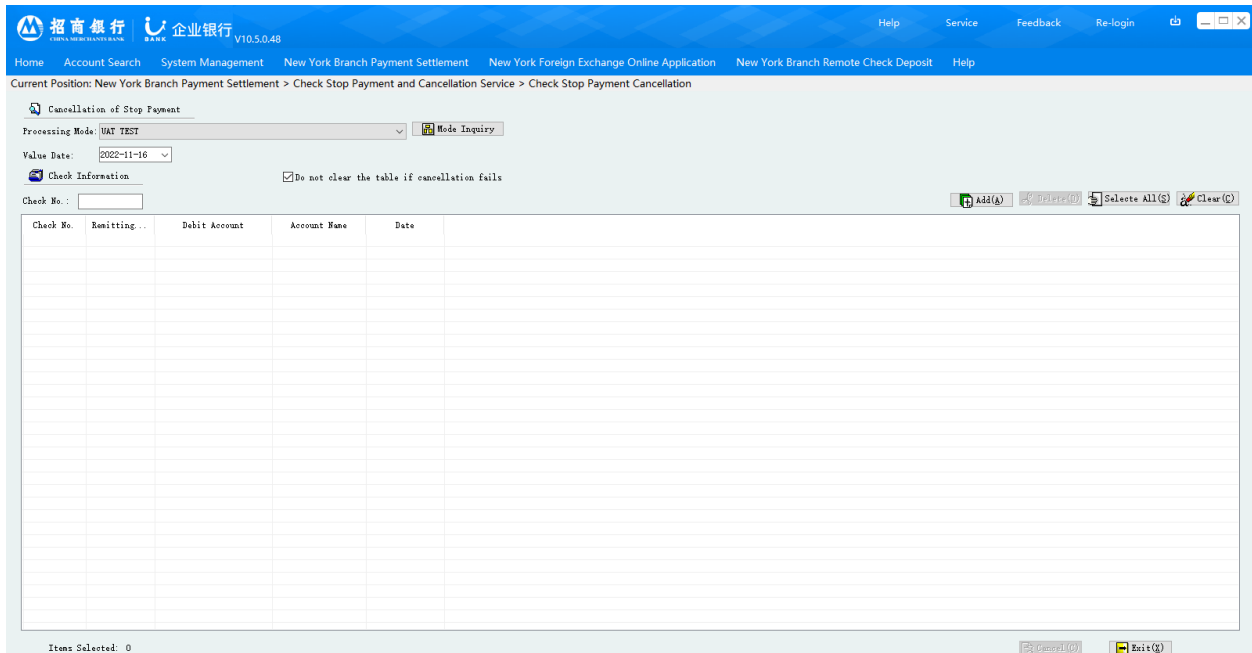 招商银行 企业银行 V10.5.0.48 Help Service Feedback Re-login
CHINA MERCHANTS BANK BANK
Home Account Search System Management New York Branch Payment Settlement New York Foreign Exchange Online Application New York Branch Remote Check Deposit Help
Current Position: New York Branch Payment Settlement > Check Stop Payment and Cancellation Service > Check Stop Payment Cancellation
Cancellation of Stop Payment
Processing Mode: UAT TEST Mode Inquiry
Value Date: 2022-11-16
Check Information Do not clear the table if cancellation fails
Check No.: Add(A) Delete(D) Selecte All(S) Clear(C)
Check No. Remitting... Debit Account Account Name Date
Items Selected: 0 Cancel(C) Exit(X)